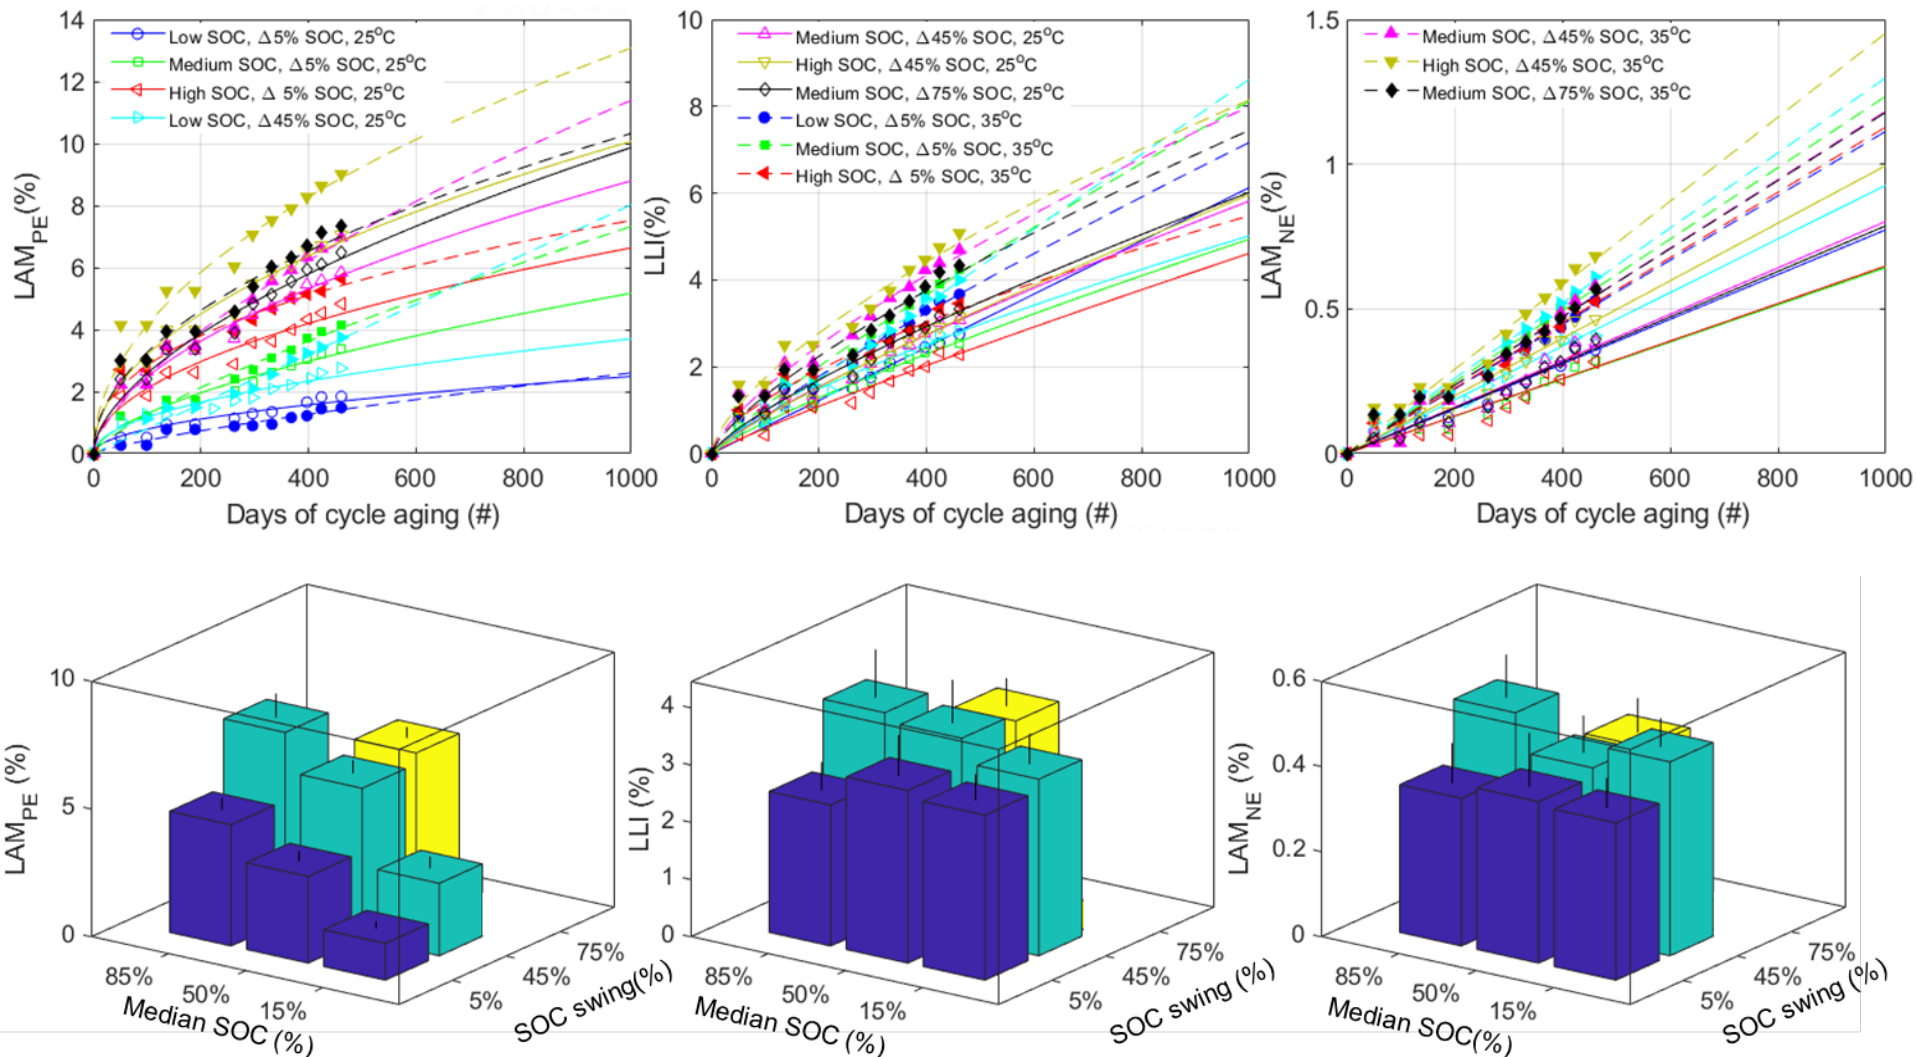 14
12
10
8
6
4
2
0
0
200
400
600
800
1000
LAM_PE(%)
Days of cycle aging (#)
Low SOC, Δ5% SOC, 25°C
Medium SOC, Δ5% SOC, 25°C
High SOC, Δ 5% SOC, 25°C
Low SOC, Δ45% SOC, 25°C
10
8
6
4
2
0
0
200
400
600
800
1000
LLI(%)
Days of cycle aging (#)
Medium SOC, Δ45% SOC, 25°C
High SOC, Δ45% SOC, 25°C
Medium SOC, Δ75% SOC, 25°C
Low SOC, Δ5% SOC, 35°C
Medium SOC, Δ5% SOC, 35°C
High SOC, Δ 5% SOC, 35°C
1.5
1
0.5
0
0
200
400
600
800
1000
LAM_NE(%)
Days of cycle aging (#)
Medium SOC, Δ45% SOC, 35°C
High SOC, Δ45% SOC, 35°C
Medium SOC, Δ75% SOC, 35°C
10
5
0
LAM_PE (%)
85%
50%
15%
Median SOC (%)
5%
45%
75%
SOC swing(%)
4
3
2
1
0
LLI (%)
85%
50%
15%
Median SOC (%)
5%
45%
75%
SOC swing (%)
0.6
0.4
0.2
0
LAM_NE (%)
85%
50%
15%
Median SOC(%)
5%
45%
75%
SOC swing (%)